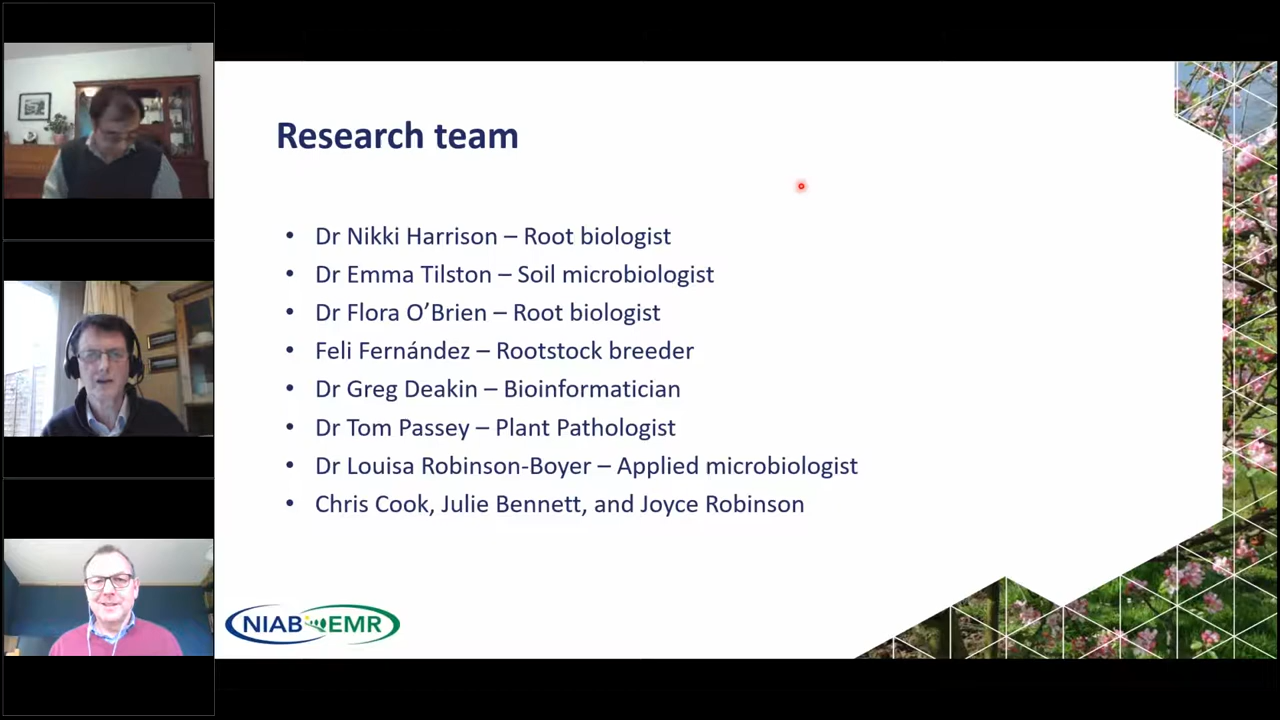 Research team
• Dr Nikki Harrison – Root biologist
• Dr Emma Tilston – Soil microbiologist
• Dr Flora O’Brien – Root biologist
• Feli Fernández – Rootstock breeder
• Dr Greg Deakin – Bioinformatician
• Dr Tom Passey – Plant Pathologist
• Dr Louisa Robinson-Boyer – Applied microbiologist
• Chris Cook, Julie Bennett, and Joyce Robinson
NIAB EMR